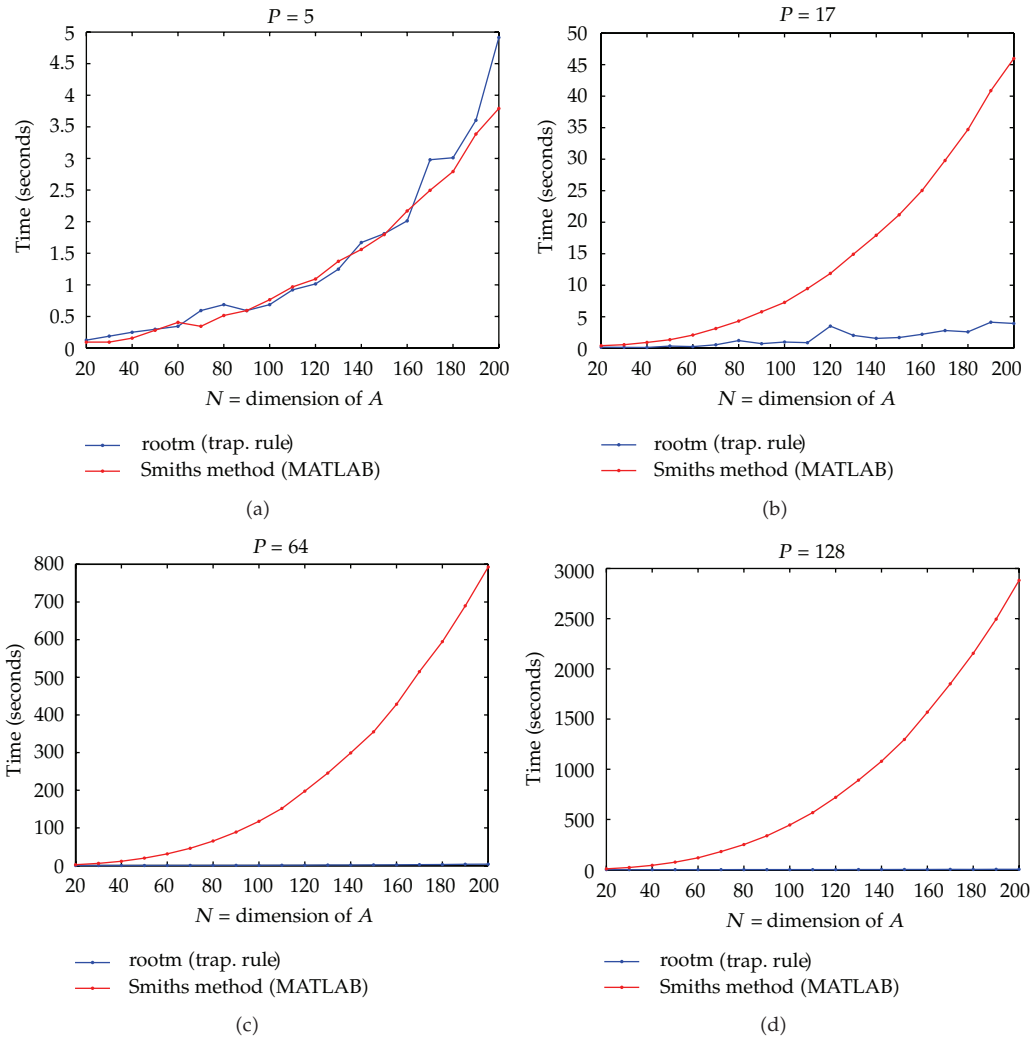 P = 5
5
4.5
4
3.5
3
2.5
2
1.5
1
0.5
0
Time (seconds)
20 40 60 80 100 120 140 160 180 200
N = dimension of A
rootm (trap. rule)
Smiths method (MATLAB)
(a)
P = 17
50
45
40
35
30
25
20
15
10
5
0
Time (seconds)
20 40 60 80 100 120 140 160 180 200
N = dimension of A
rootm (trap. rule)
Smiths method (MATLAB)
(b)
P = 64
800
700
600
500
400
300
200
100
0
Time (seconds)
20 40 60 80 100 120 140 160 180 200
N = dimension of A
rootm (trap. rule)
Smiths method (MATLAB)
(c)
P = 128
3000
2500
2000
1500
1000
500
0
Time (seconds)
20 40 60 80 100 120 140 160 180 200
N = dimension of A
rootm (trap. rule)
Smiths method (MATLAB)
(d)